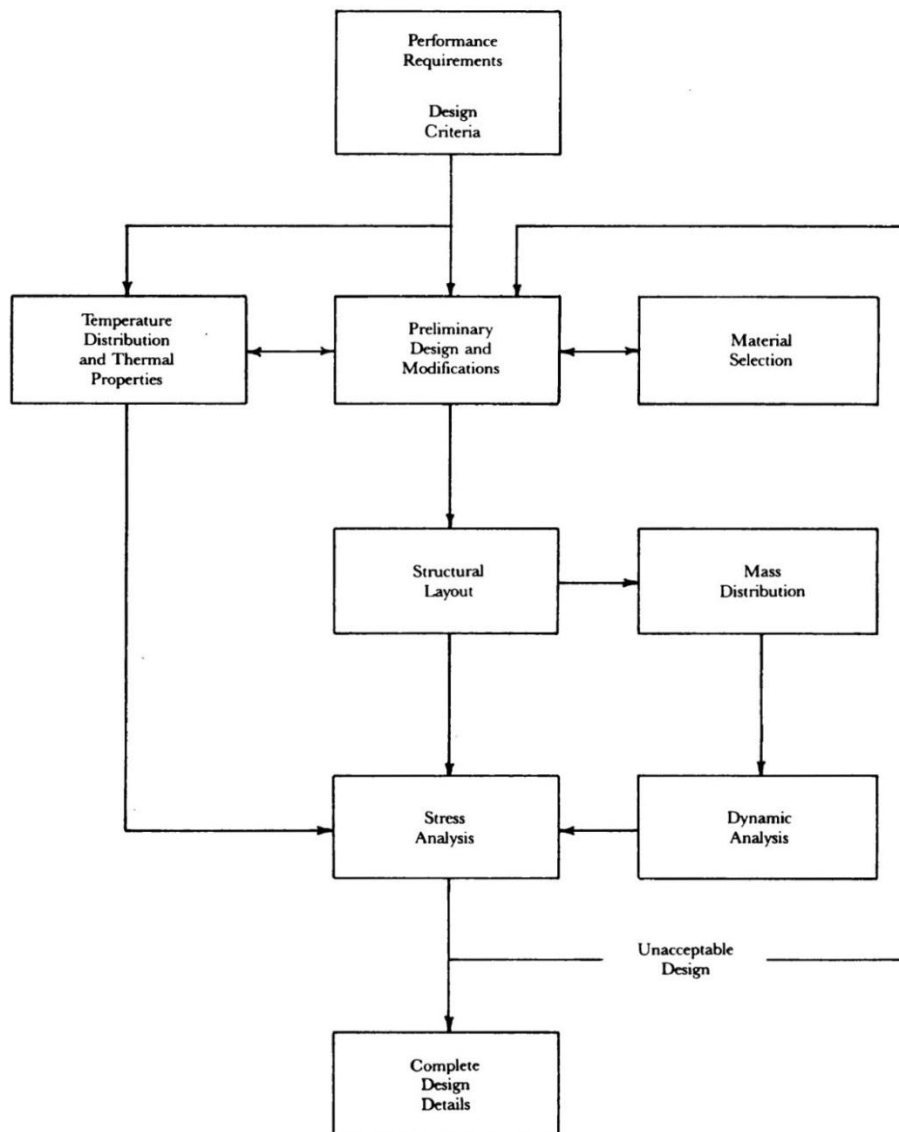 Performance
Requirements
Design
Criteria
Temperature
Distribution
and Thermal
Properties
Preliminary
Design and
Modifications
Material
Selection
Structural
Layout
Mass
Distribution
Stress
Analysis
Dynamic
Analysis
Unacceptable
Design
Complete
Design
Details